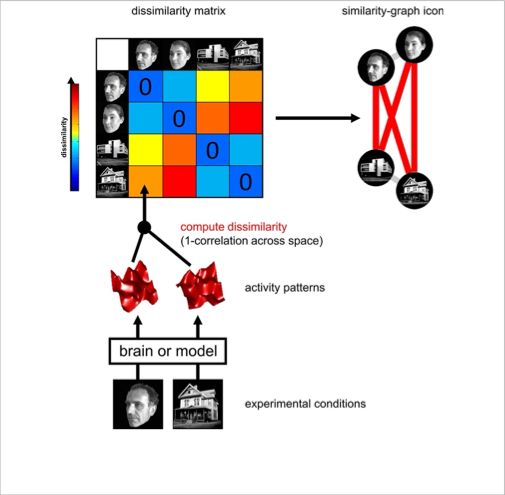 dissimilarity matrix
similarity-graph icon
dissimilarity
0
0
0
0
compute dissimilarity
(1-correlation across space)
activity patterns
brain or model
experimental conditions